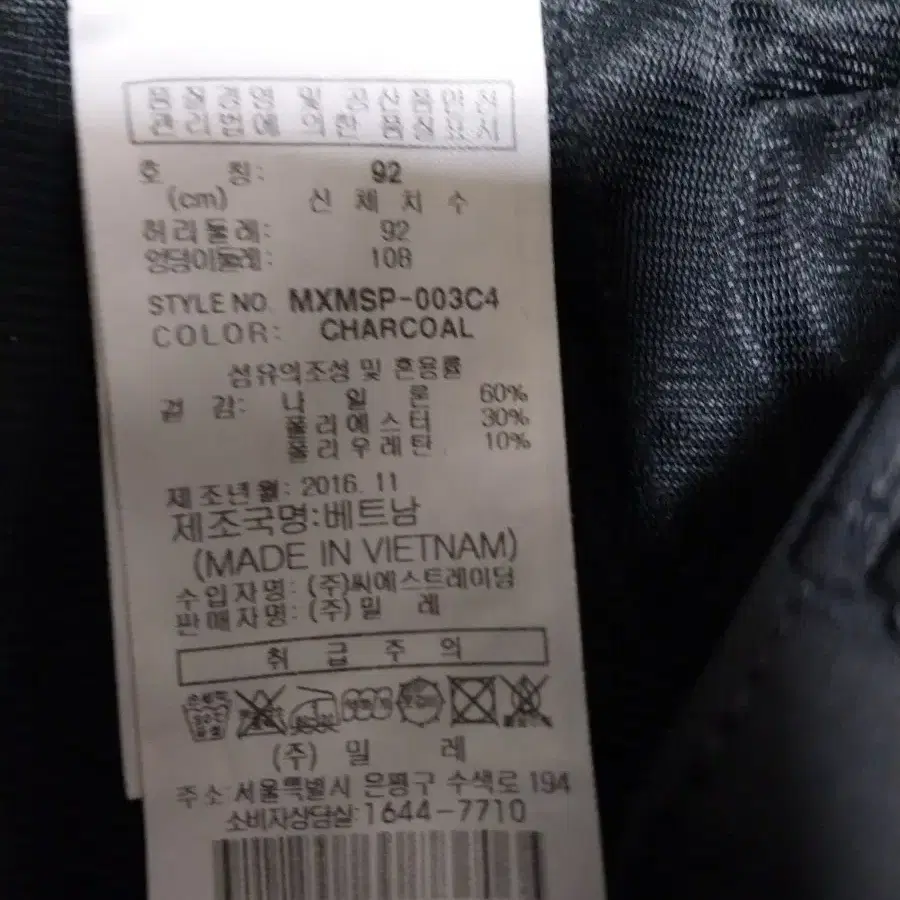 품질경영 및 공산품안전
관리법에 의한 품질표시
호 칭: 92
(cm) 신체치수
허리둘레: 92
엉덩이둘레: 108
STYLE NO. MXMSP-003C4
COLOR: CHARCOAL
섬유의조성 및 혼용률
겉 감: 나 일 론 60%
폴리에스터 30%
폴리우레탄 10%
제조년월: 2016. 11
제조국명:베트남
(MADE IN VIETNAM)
수입자명: (주)씨에스트레이딩
판매자명: (주)밀 레
취 급 주 의
(주) 밀 레
주소:서울특별시 은평구 수색로 194
소비자상담실:1644-7710